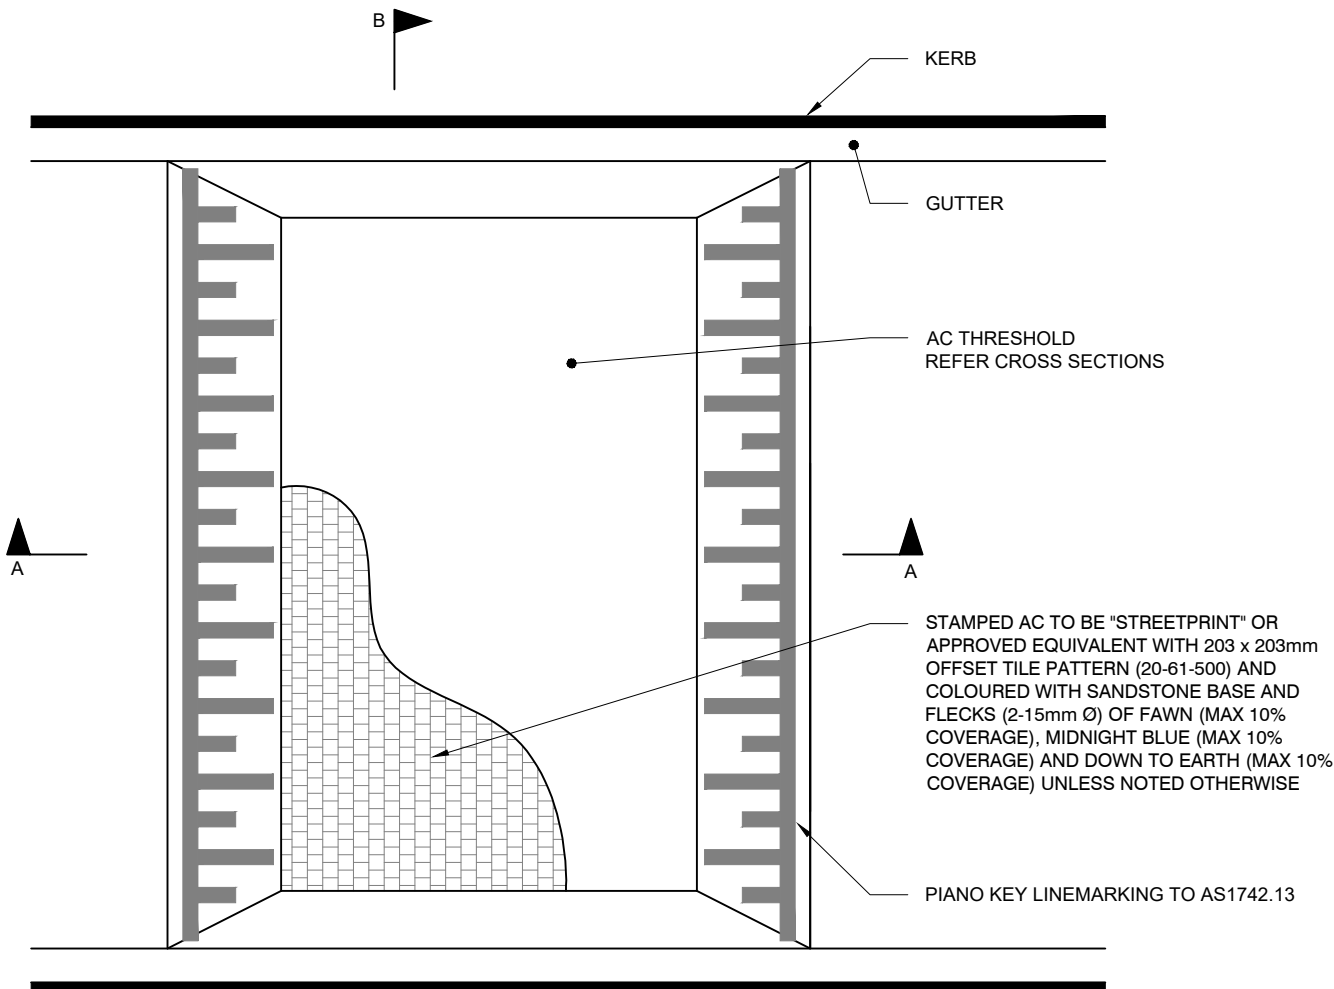 B
KERB
GUTTER
AC THRESHOLD
REFER CROSS SECTIONS
A
A
STAMPED AC TO BE "STREETPRINT" OR
APPROVED EQUIVALENT WITH 203 x 203mm
OFFSET TILE PATTERN (20-61-500) AND
COLOURED WITH SANDSTONE BASE AND
FLECKS (2-15mm Ø) OF FAWN (MAX 10%
COVERAGE), MIDNIGHT BLUE (MAX 10%
COVERAGE) AND DOWN TO EARTH (MAX 10%
COVERAGE) UNLESS NOTED OTHERWISE
PIANO KEY LINEMARKING TO AS1742.13